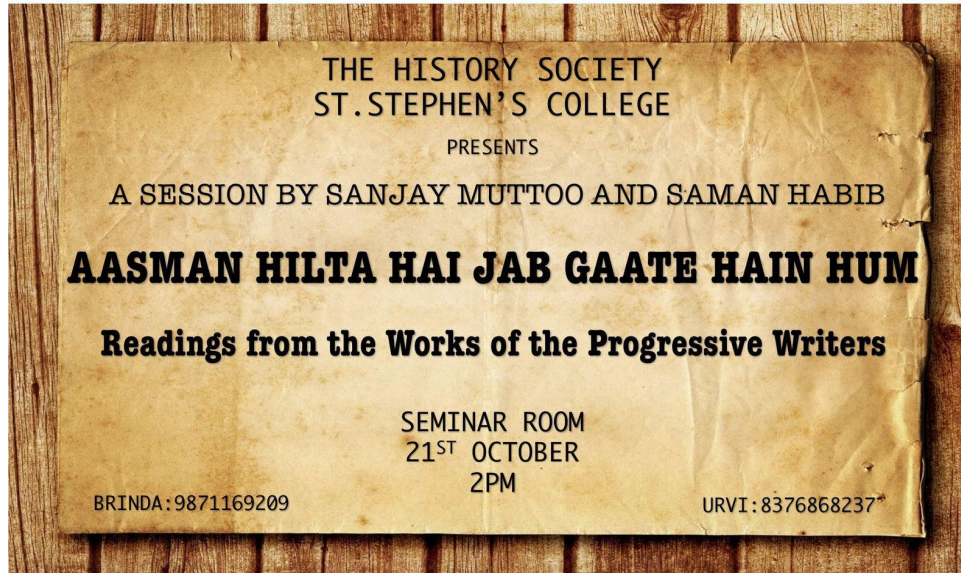 THE HISTORY SOCIETY
ST.STEPHEN'S COLLEGE
PRESENTS
A SESSION BY SANJAY MUTTOO AND SAMAN HABIB
AASMAN HILTA HAI JAB GAATE HAIN HUM
Readings from the Works of the Progressive Writers
SEMINAR ROOM
21ST OCTOBER
2PM
BRINDA:9871169209
URVI:8376868237